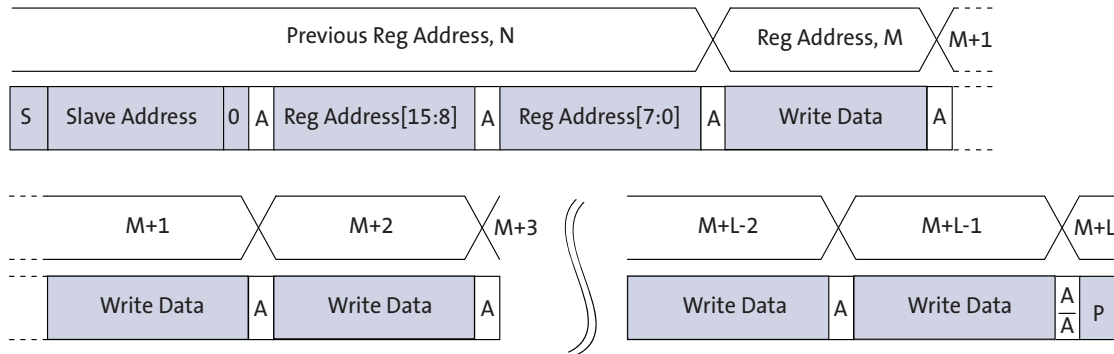 Previous Reg Address, N Reg Address, M M+1
S Slave Address 0 A Reg Address[15:8] A Reg Address[7:0] A Write Data A
M+1 M+2 M+3 M+L-2 M+L-1 M+L
Write Data A Write Data A Write Data A Write Data A P
A